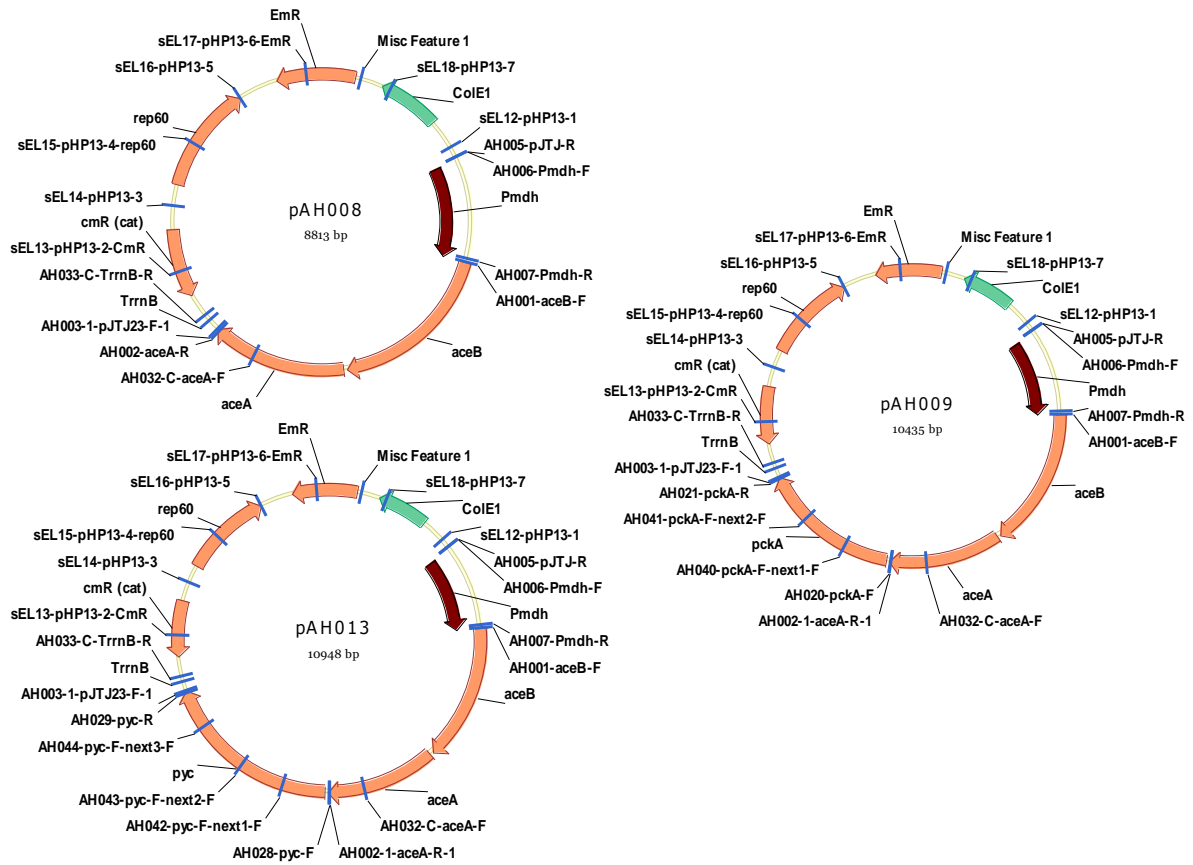 EmR
sEL17-pHP13-6-EmR
Misc Feature 1
sEL16-pHP13-5
sEL18-pHP13-7
ColE1
rep60
sEL12-pHP13-1
sEL15-pHP13-4-rep60
AH005-pJTJ-R
AH006-Pmdh-F
sEL14-pHP13-3
Pmdh
pAH008
8813 bp
cmR (cat)
sEL13-pHP13-2-CmR
AH033-C-TrrnB-R
AH007-Pmdh-R
AH001-aceB-F
TrrnB
AH003-1-pJTJ23-F-1
AH002-aceA-R
aceB
AH032-C-aceA-F
aceA
EmR
sEL17-pHP13-6-EmR
Misc Feature 1
sEL16-pHP13-5
sEL18-pHP13-7
rep60
ColE1
sEL15-pHP13-4-rep60
sEL12-pHP13-1
AH005-pJTJ-R
sEL14-pHP13-3
AH006-Pmdh-F
cmR (cat)
Pmdh
sEL13-pHP13-2-CmR
pAH009
10435 bp
AH033-C-TrrnB-R
AH007-Pmdh-R
AH001-aceB-F
TrrnB
AH003-1-pJTJ23-F-1
AH021-pckA-R
aceB
AH041-pckA-F-next2-F
pckA
AH040-pckA-F-next1-F
aceA
AH020-pckA-F
AH032-C-aceA-F
AH002-1-aceA-R-1
EmR
sEL17-pHP13-6-EmR
Misc Feature 1
sEL16-pHP13-5
sEL18-pHP13-7
rep60
ColE1
sEL15-pHP13-4-rep60
sEL12-pHP13-1
AH005-pJTJ-R
sEL14-pHP13-3
AH006-Pmdh-F
cmR (cat)
Pmdh
sEL13-pHP13-2-CmR
pAH013
10948 bp
AH033-C-TrrnB-R
AH007-Pmdh-R
AH001-aceB-F
TrrnB
AH003-1-pJTJ23-F-1
aceB
AH029-pyc-R
AH044-pyc-F-next3-F
pyc
AH043-pyc-F-next2-F
aceA
AH042-pyc-F-next1-F
AH032-C-aceA-F
AH028-pyc-F
AH002-1-aceA-R-1